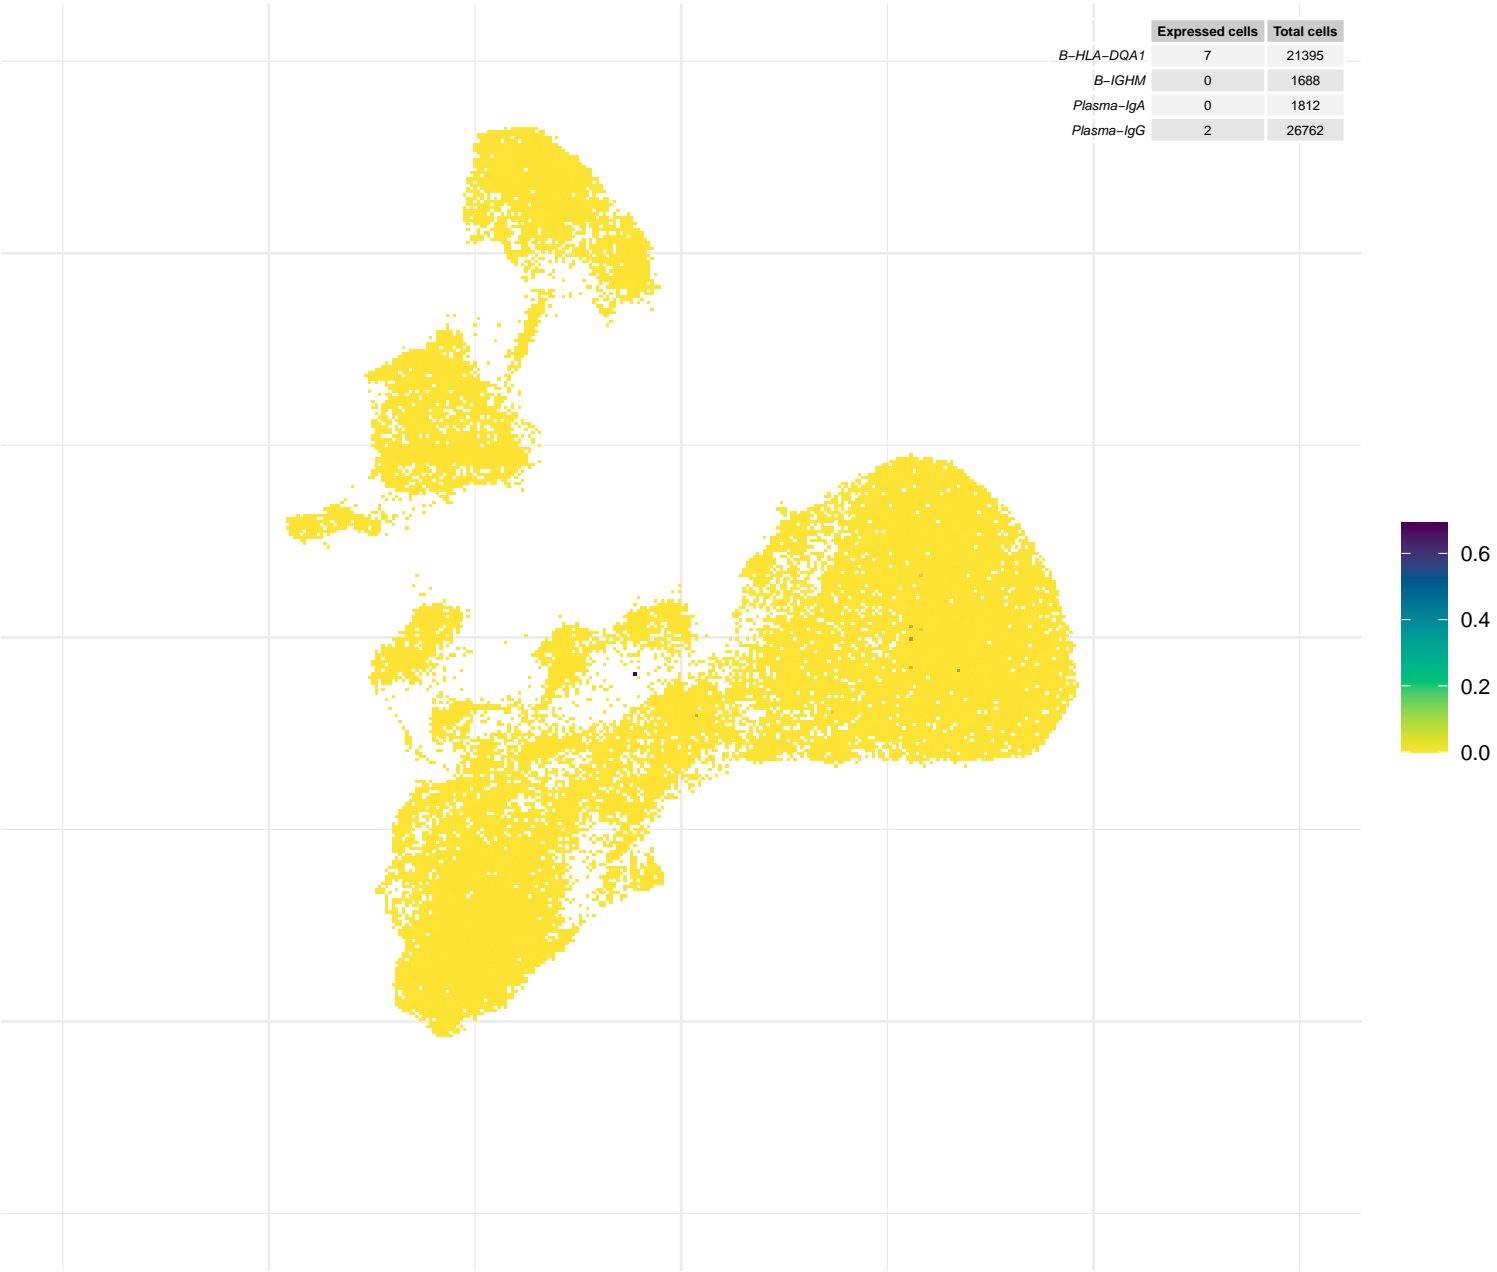 Expressed cells Total cells
B−HLA−DQA1 7 21395
B−IGHM 0 1688
Plasma−IgA 0 1812
Plasma−IgG 2 26762
0.6
0.4
0.2
0.0